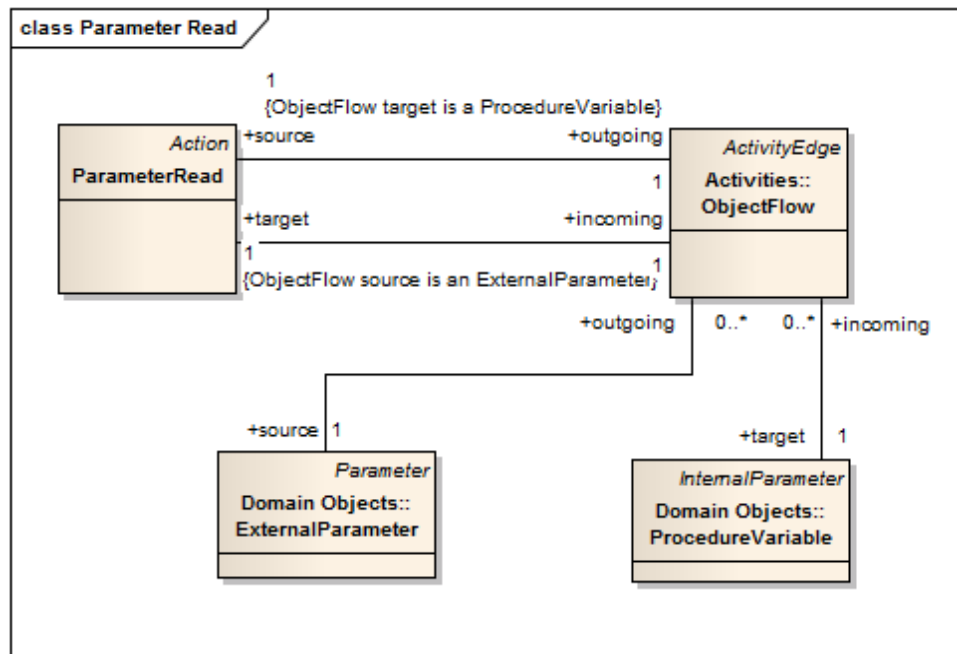 class Parameter Read
1
{ObjectFlow target is a ProcedureVariable}
+source
+outgoing
Action
ParameterRead
ActivityEdge
Activities::
ObjectFlow
1
+target
+incoming
1
1
{ObjectFlow source is an ExternalParameter}
+outgoing
0..*
0..*
+incoming
+source
1
+target
1
Parameter
Domain Objects::
ExternalParameter
InternalParameter
Domain Objects::
ProcedureVariable